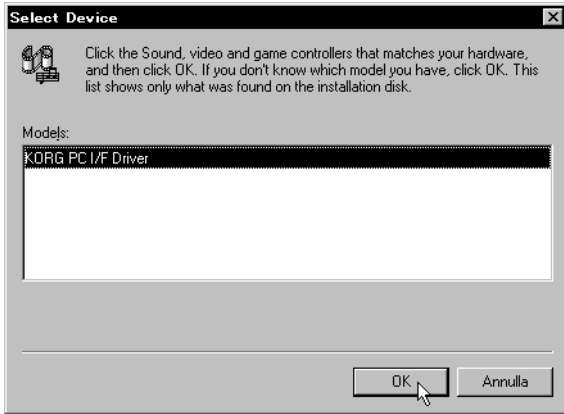 Select Device
Click the Sound, video and game controllers that matches your hardware,
and then click OK. If you don't know which model you have, click OK. This
list shows only what was found on the installation disk.
Models:
KORG PC I/F Driver
OK
Annulla